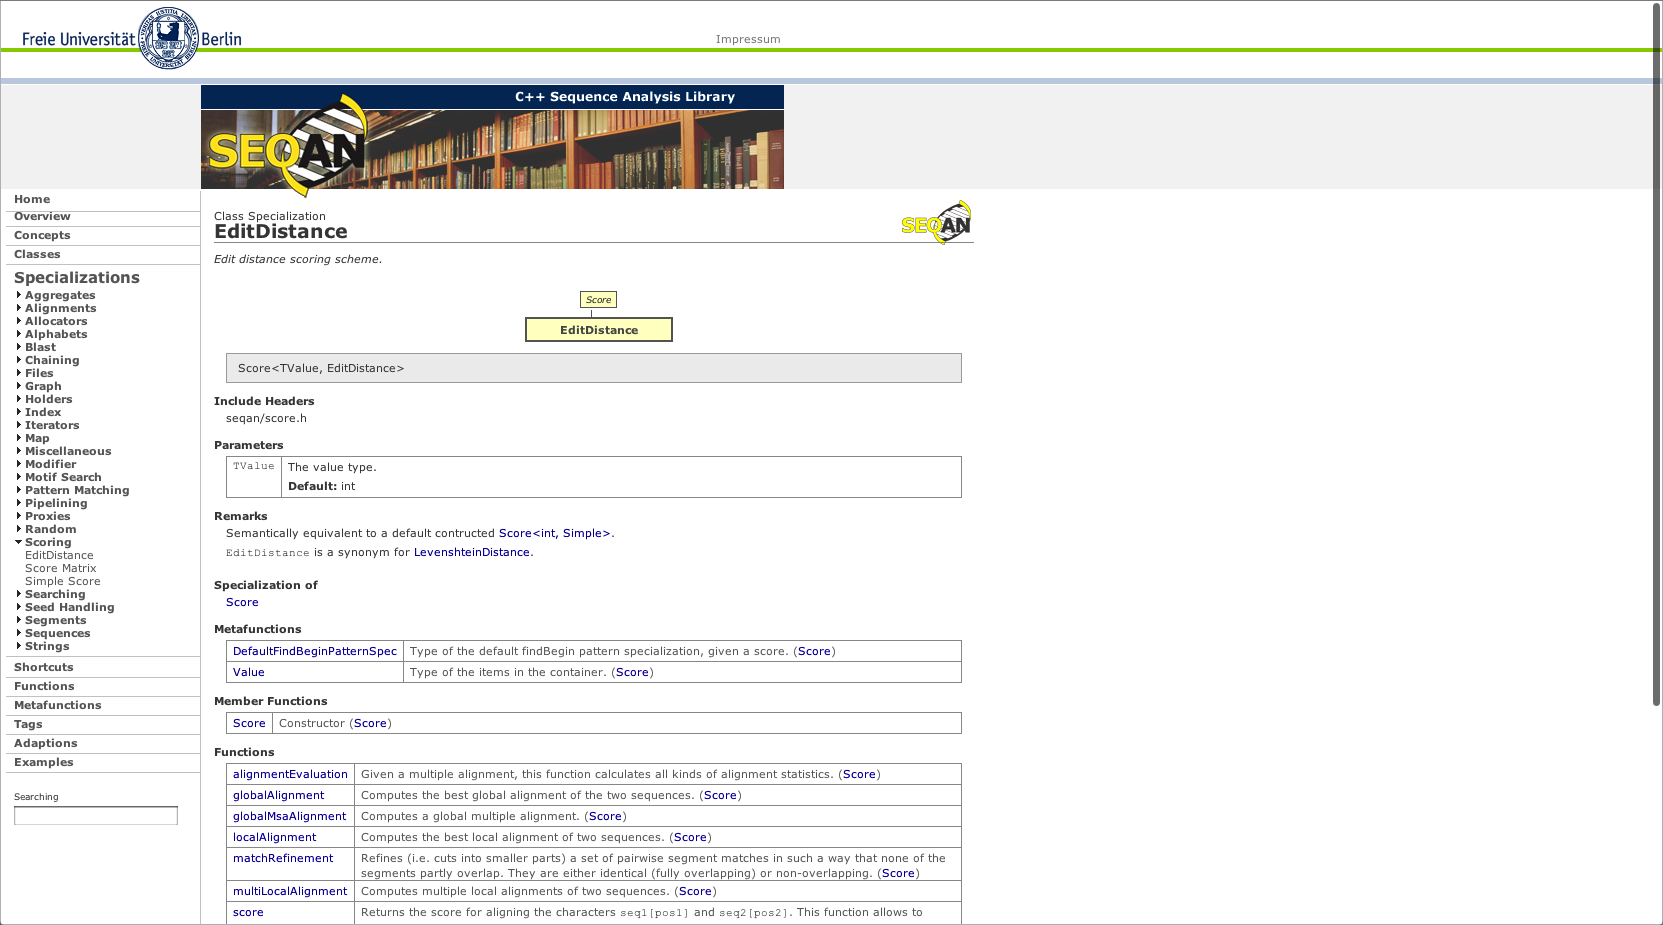 Freie Universität Berlin
Impressum
C++ Sequence Analysis Library
SEQAN
Home
Overview
Concepts
Classes
Specializations
Aggregates
Alignments
Allocators
Alphabets
Blast
Chaining
Files
Graph
Holders
Index
Iterators
Map
Miscellaneous
Modifier
Motif Search
Pattern Matching
Pipelining
Proxies
Random
Scoring
EditDistance
Score Matrix
Simple Score
Searching
Seed Handling
Segments
Sequences
Strings
Shortcuts
Functions
Metafunctions
Tags
Adaptions
Examples
Searching
Class Specialization
EditDistance
SEQAN
Edit distance scoring scheme.
Score
EditDistance
Score<TValue, EditDistance>
Include Headers
seqan/score.h
Parameters
TValue The value type.
Default: int
Remarks
Semantically equivalent to a default contructed Score<int, Simple>.
EditDistance is a synonym for LevenshteinDistance.
Specialization of
Score
Metafunctions
DefaultFindBeginPatternSpec Type of the default findBegin pattern specialization, given a score. (Score)
Value Type of the items in the container. (Score)
Member Functions
Score Constructor (Score)
Functions
alignmentEvaluation Given a multiple alignment, this function calculates all kinds of alignment statistics. (Score)
globalAlignment Computes the best global alignment of the two sequences. (Score)
globalMsaAlignment Computes a global multiple alignment. (Score)
localAlignment Computes the best local alignment of two sequences. (Score)
matchRefinement Refines (i.e. cuts into smaller parts) a set of pairwise segment matches in such a way that none of the
segments partly overlap. They are either identical (fully overlapping) or non-overlapping. (Score)
multiLocalAlignment Computes multiple local alignments of two sequences. (Score)
score Returns the score for aligning the characters seq1[pos1] and seq2[pos2]. This function allows to